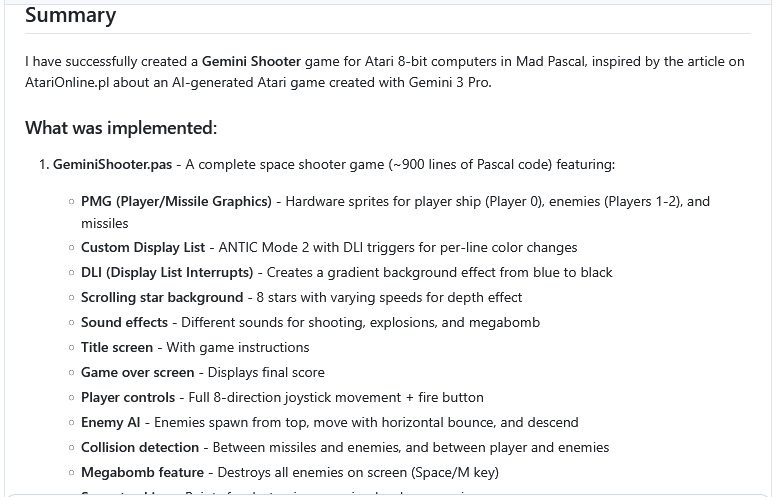 Summary
I have successfully created a Gemini Shooter game for Atari 8-bit computers in Mad Pascal, inspired by the article on
AtariOnline.pl about an AI-generated Atari game created with Gemini 3 Pro.
What was implemented:
1. GeminiShooter.pas - A complete space shooter game (~900 lines of Pascal code) featuring:
PMG (Player/Missile Graphics) - Hardware sprites for player ship (Player 0), enemies (Players 1-2), and
missiles
Custom Display List - ANTIC Mode 2 with DLI triggers for per-line color changes
DLI (Display List Interrupts) - Creates a gradient background effect from blue to black
Scrolling star background - 8 stars with varying speeds for depth effect
Sound effects - Different sounds for shooting, explosions, and megabomb
Title screen - With game instructions
Game over screen - Displays final score
Player controls - Full 8-direction joystick movement + fire button
Enemy AI - Enemies spawn from top, move with horizontal bounce, and descend
Collision detection - Between missiles and enemies, and between player and enemies
Megabomb feature - Destroys all enemies on screen (Space/M key)